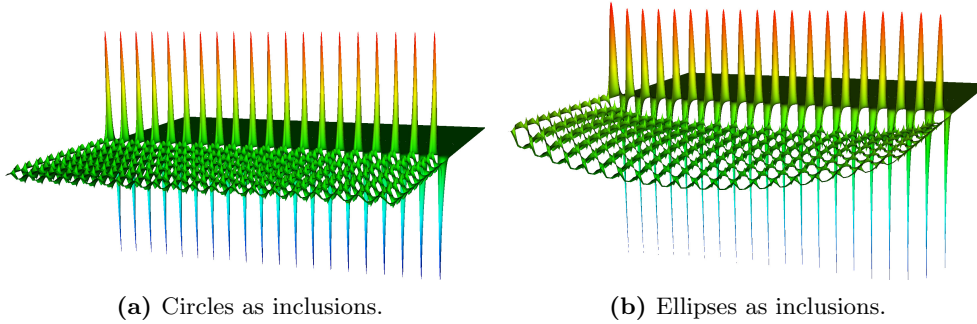 (a) Circles as inclusions.
(b) Ellipses as inclusions.